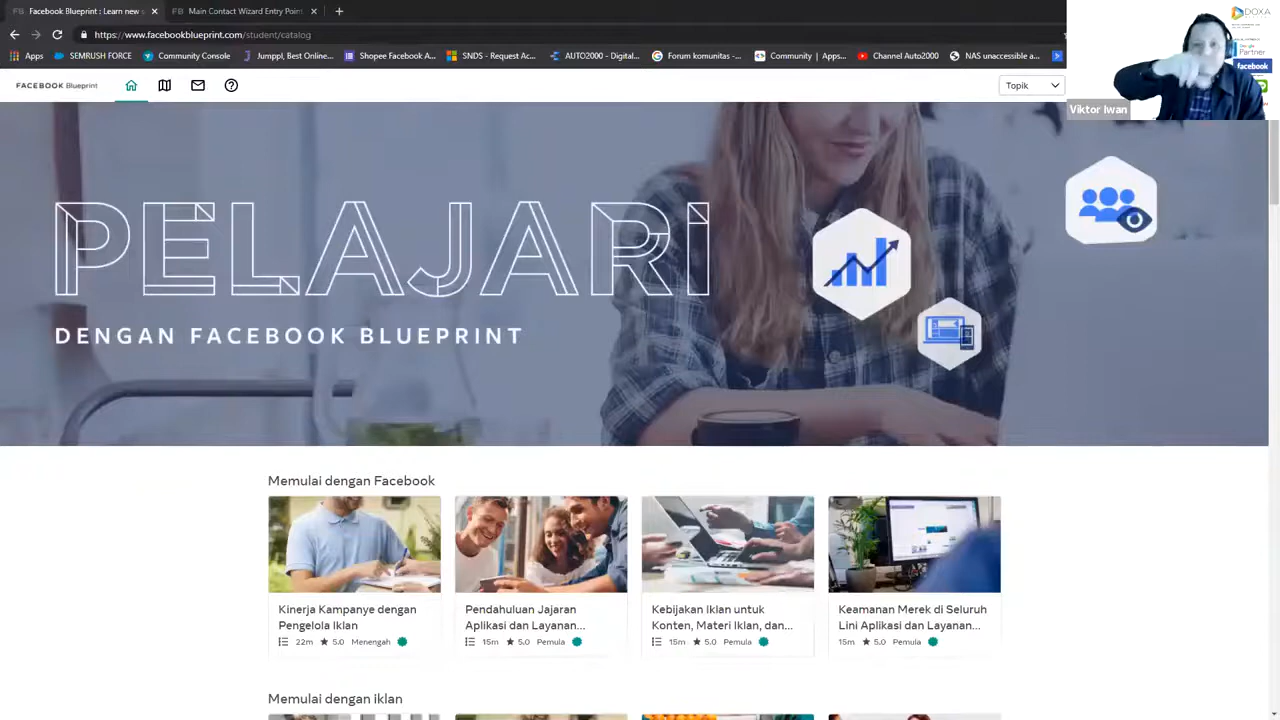 Facebook Blueprint : Learn new s
Main Contact Wizard Entry Point
https://www.facebookblueprint.com/student/catalog
Apps
SEMRUSH FORCE
Community Console
Jumppl, Best Online...
Shopee Facebook A...
SNDS - Request Ac...
AUTO2000 - Digital...
Forum komunitas -...
Community / Apps...
Channel Auto2000
NAS unaccessible a...
DOXA
Google
Partner
facebook
Viktor Iwan
FACEBOOK Blueprint
Topik
PELAJARI
DENGAN FACEBOOK BLUEPRINT
Memulai dengan Facebook
Kinerja Kampanye dengan
Pengelola Iklan
22m 5.0 Menengah
Pendahuluan Jajaran
Aplikasi dan Layanan...
15m 5.0 Pemula
Kebijakan Iklan untuk
Konten, Materi Iklan, dan...
15m 5.0 Pemula
Keamanan Merek di Seluruh
Lini Aplikasi dan Layanan...
15m 5.0 Pemula
Memulai dengan iklan